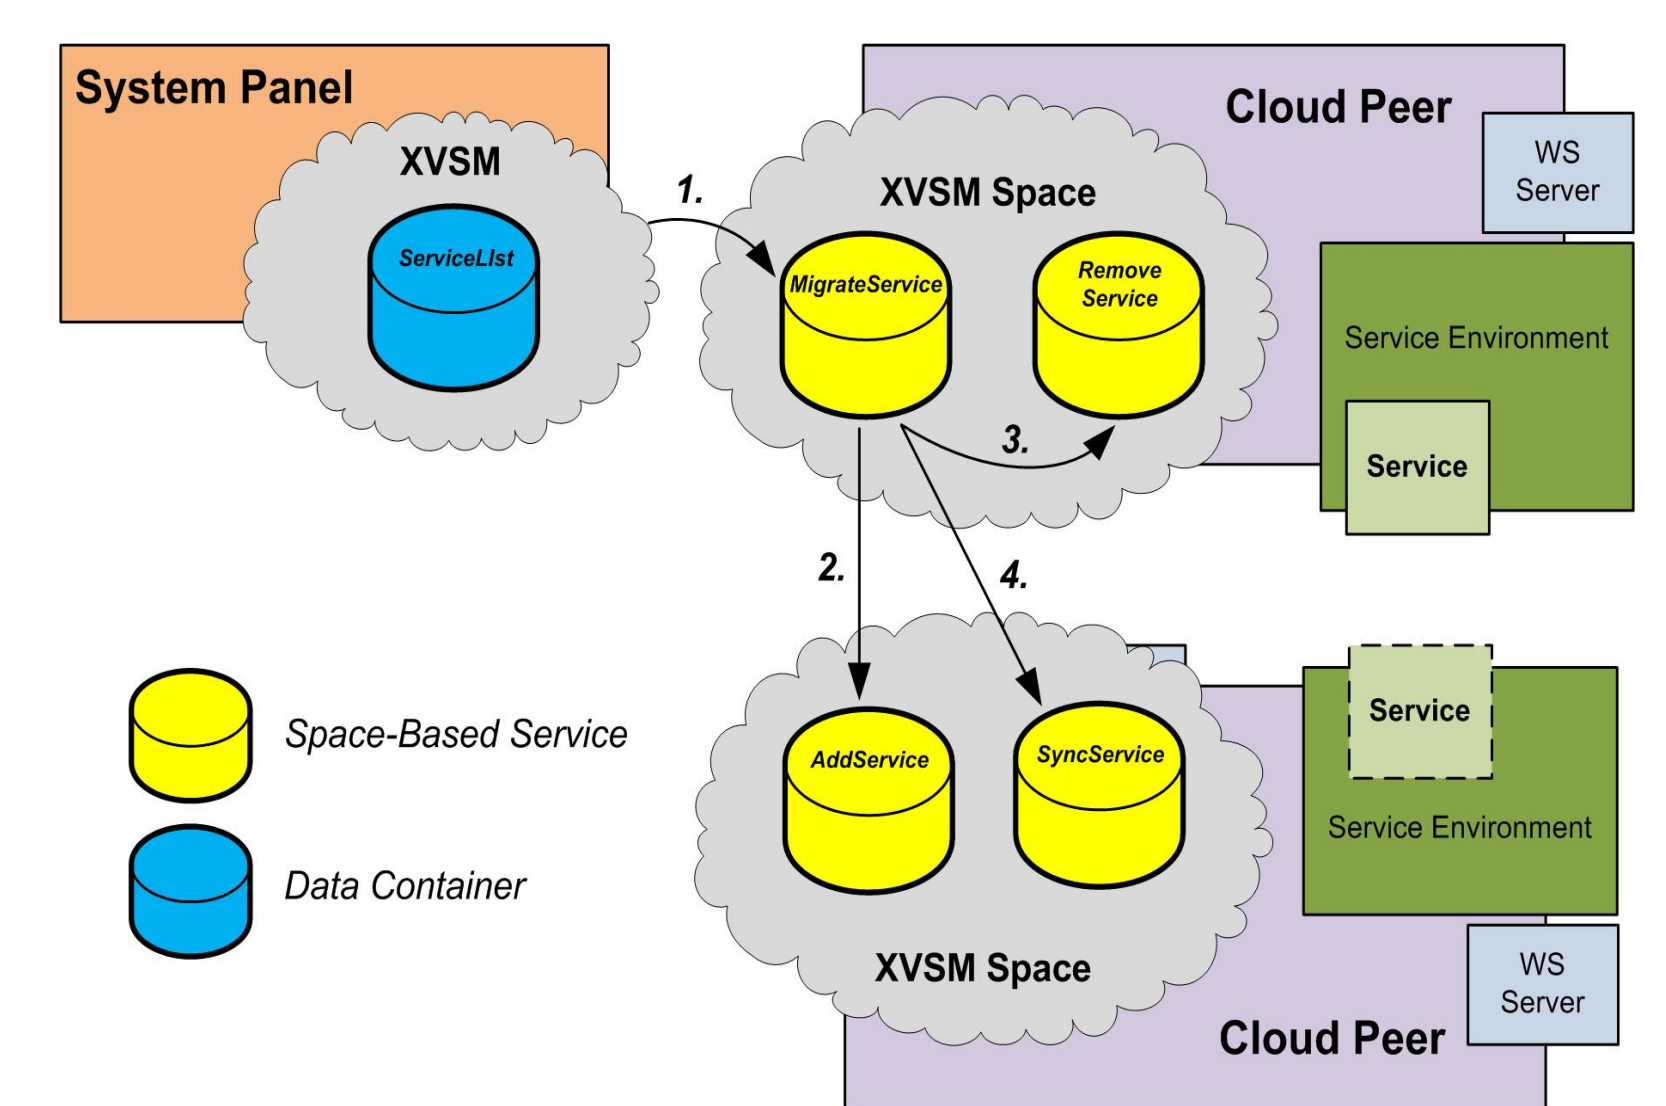 System Panel
XVSM
ServiceLIst
1.
Cloud Peer
XVSM Space
WS
Server
MigrateService
Remove
Service
Service Environment
3.
Service
2.
4.
Space-Based Service
Data Container
AddService
SyncService
XVSM Space
Service
Service Environment
WS
Server
Cloud Peer